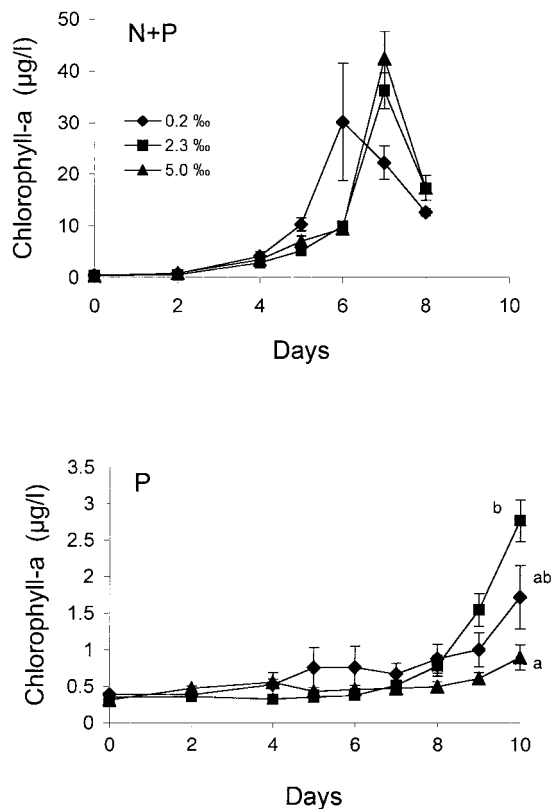 N+P
Chlorophyll-a (µg/l)
50
40
30
20
10
0
0.2 ‰
2.3 ‰
5.0 ‰
0 2 4 6 8 10
Days
P
Chlorophyll-a (µg/l)
3.5
3
2.5
2
1.5
1
0.5
0
b
ab
a
0 2 4 6 8 10
Days